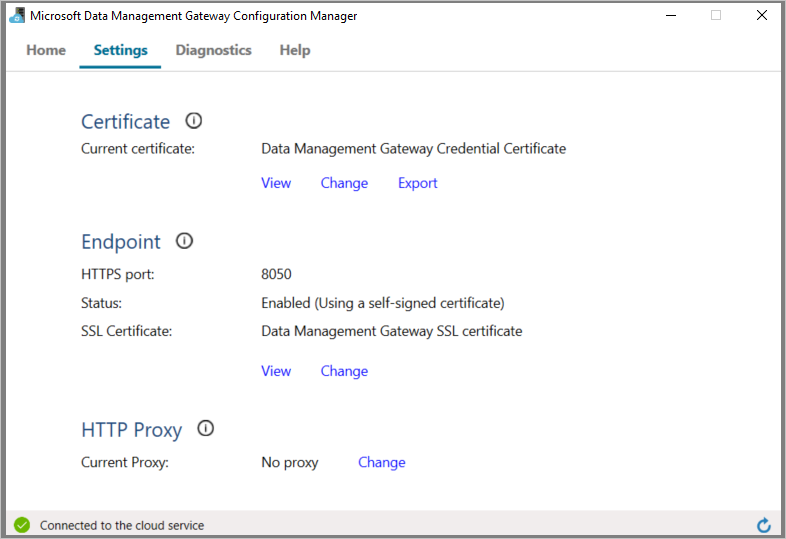 Microsoft Data Management Gateway Configuration Manager
Home Settings Diagnostics Help
Certificate
Current certificate: Data Management Gateway Credential Certificate
View Change Export
Endpoint
HTTPS port: 8050
Status: Enabled (Using a self-signed certificate)
SSL Certificate: Data Management Gateway SSL certificate
View Change
HTTP Proxy
Current Proxy: No proxy Change
Connected to the cloud service